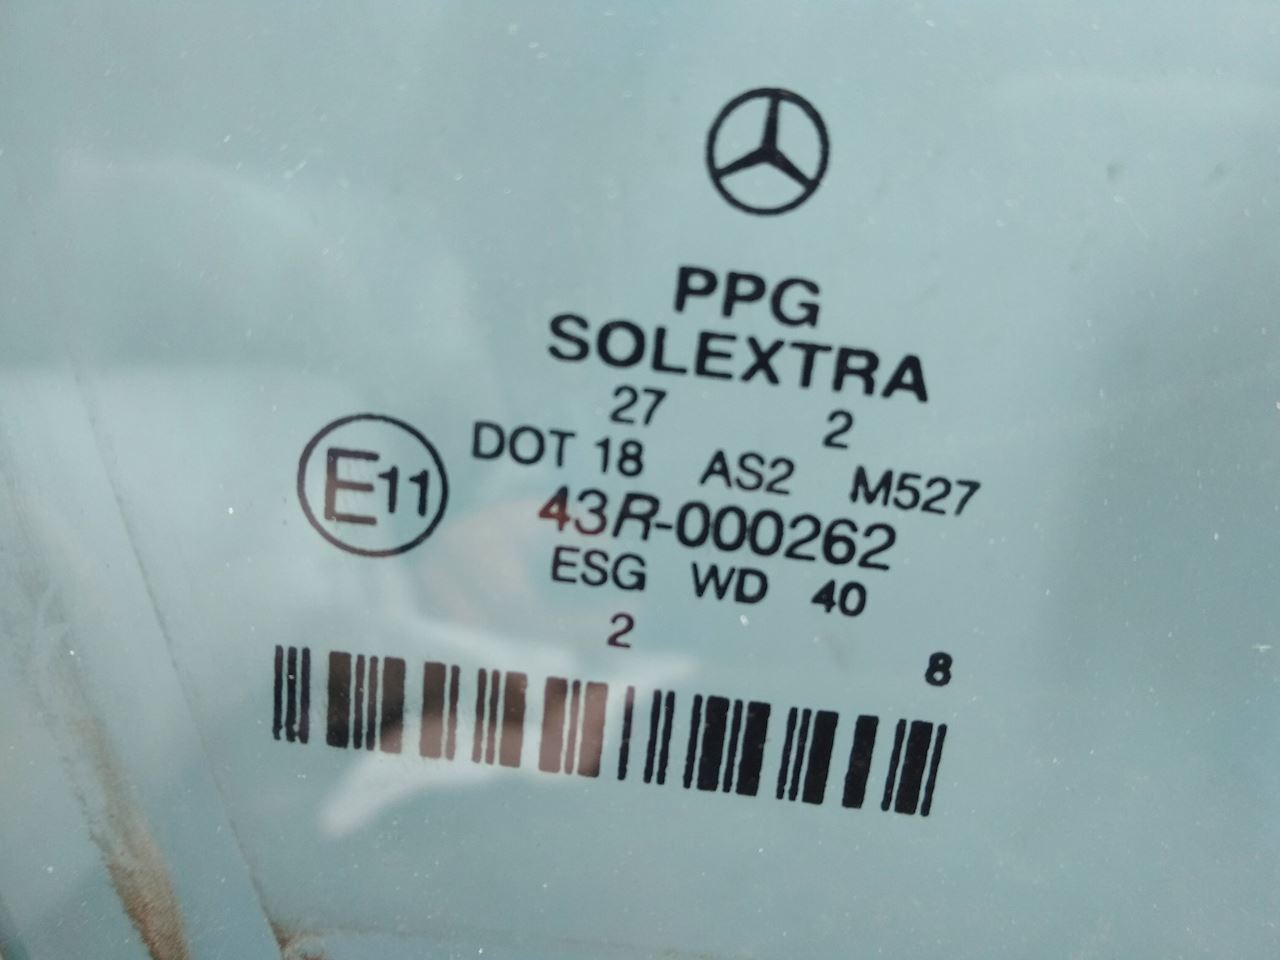 PPG
SOLEXTRA
27 2
DOT 18 AS2 M527
E11
43R-000262
ESG WD 40
2
8